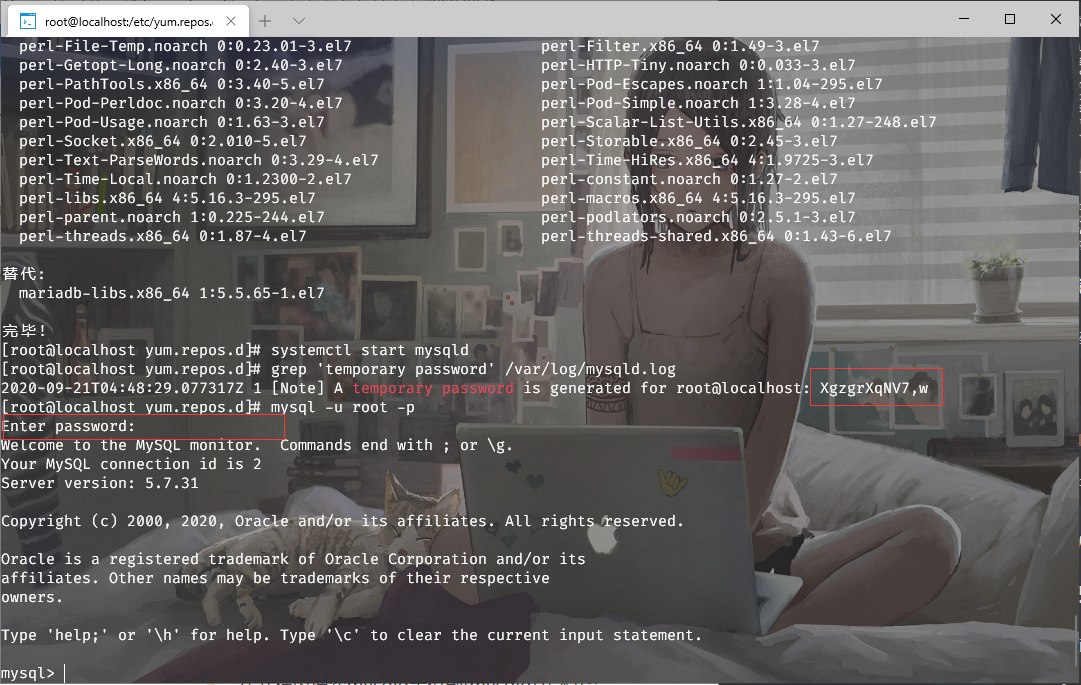 root@localhost:/etc/yum.repos.
perl-File-Temp.noarch 0:0.23.01-3.el7 perl-Filter.x86_64 0:1.49-3.el7
perl-Getopt-Long.noarch 0:2.40-3.el7 perl-HTTP-Tiny.noarch 0:0.033-3.el7
perl-PathTools.x86_64 0:3.40-5.el7 perl-Pod-Escapes.noarch 1:1.04-295.el7
perl-Pod-Perldoc.noarch 0:3.20-4.el7 perl-Pod-Simple.noarch 1:3.28-4.el7
perl-Pod-Usage.noarch 0:1.63-3.el7 perl-Scalar-List-Utils.x86_64 0:1.27-248.el7
perl-Socket.x86_64 0:2.010-5.el7 perl-Storable.x86_64 0:2.45-3.el7
perl-Text-ParseWords.noarch 0:3.29-4.el7 perl-Time-HiRes.x86_64 4:1.9725-3.el7
perl-Time-Local.noarch 0:1.2300-2.el7 perl-constant.noarch 0:1.27-2.el7
perl-libs.x86_64 4:5.16.3-295.el7 perl-macros.x86_64 4:5.16.3-295.el7
perl-parent.noarch 1:0.225-244.el7 perl-podlators.noarch 0:2.5.1-3.el7
perl-threads.x86_64 0:1.87-4.el7 perl-threads-shared.x86_64 0:1.43-6.el7
替代:
mariadb-libs.x86_64 1:5.5.65-1.el7
完毕!
[root@localhost yum.repos.d]# systemctl start mysqld
[root@localhost yum.repos.d]# grep 'temporary password' /var/log/mysqld.log
2020-09-21T04:48:29.077317Z 1 [Note] A temporary password is generated for root@localhost: XgzgrXqNV7,w
[root@localhost yum.repos.d]# mysql -u root -p
Enter password:
Welcome to the MySQL monitor.  Commands end with ; or \g.
Your MySQL connection id is 2
Server version: 5.7.31
Copyright (c) 2000, 2020, Oracle and/or its affiliates. All rights reserved.
Oracle is a registered trademark of Oracle Corporation and/or its
affiliates. Other names may be trademarks of their respective
owners.
Type 'help;' or '\h' for help. Type '\c' to clear the current input statement.
mysql>